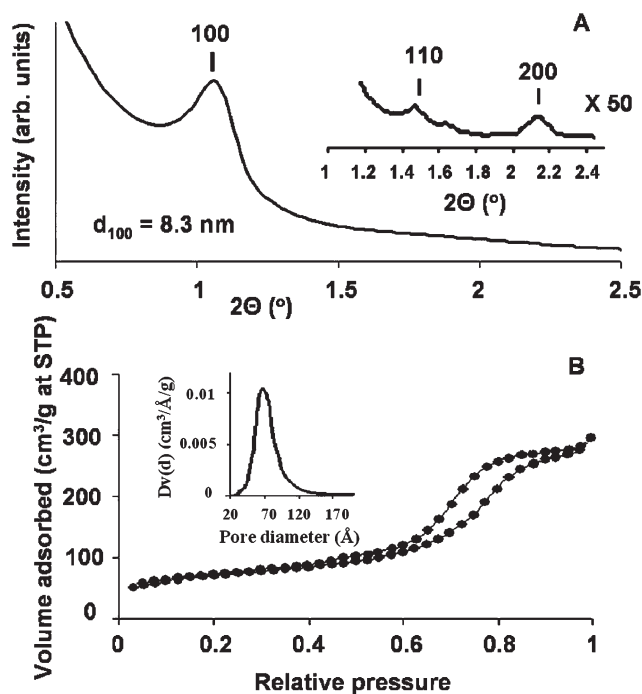 A
100
110
200
X 50
1 1.2 1.4 1.6 1.8 2 2.2 2.4
2Θ (°)
Intensity (arb. units)
d100 = 8.3 nm
0.5 1 1.5 2 2.5
2Θ (°)
B
Volume adsorbed (cm³/g at STP)
400
300
200
100
0
Dv(d) (cm³/Å/g)
0.01
0.005
0
20 70 120 170
Pore diameter (Å)
0 0.2 0.4 0.6 0.8 1
Relative pressure